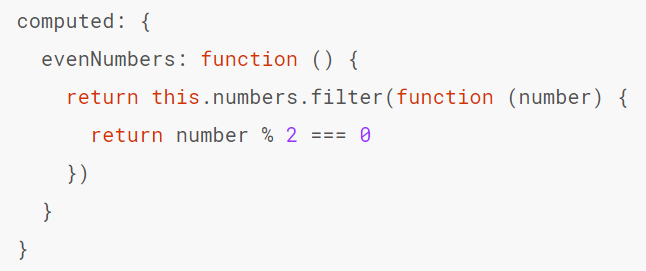 computed: {
  evenNumbers: function () {
    return this.numbers.filter(function (number) {
      return number % 2 === 0
    })
  }
}